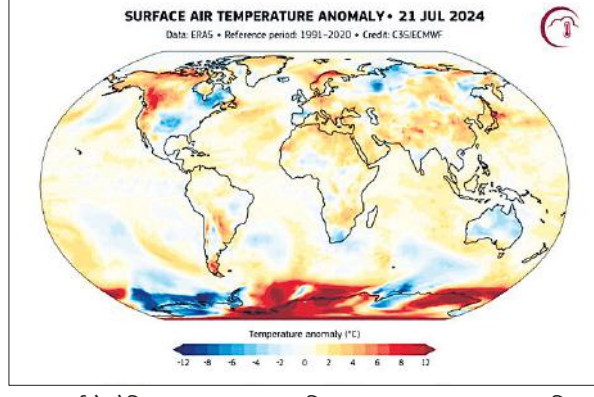 SURFACE AIR TEMPERATURE ANOMALY • 21 JUL 2024
Data: ERA5 • Reference period: 1991–2020 • Credit: C3S/ECMWF
Temperature anomaly (°C)
-12 -8 -6 -4 -2 0 2 4 6 8 12